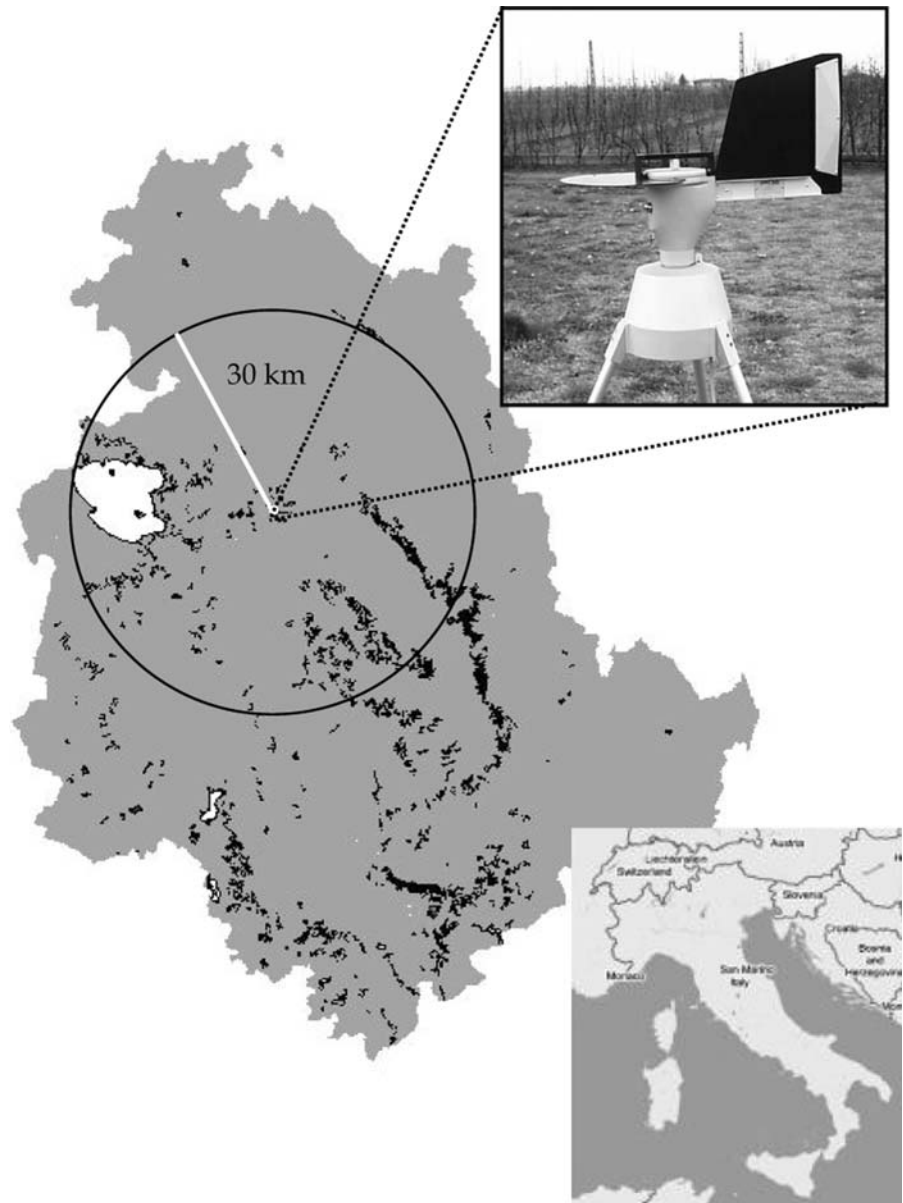 30 km
Austria
Liechtenstein
Switzerland
Slovenia
Croatia
Bosnia
and
Herzegovina
Monaco
San Marino
Italy